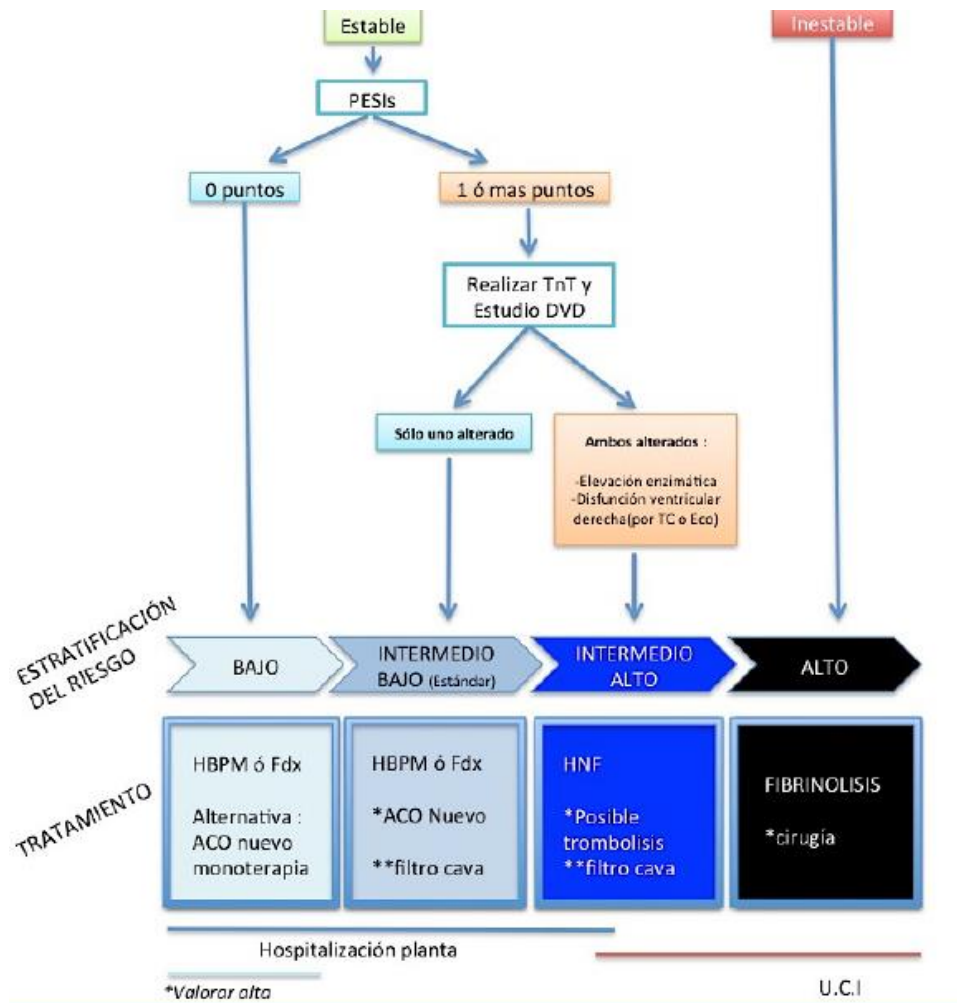 Estable
Inestable
PESIs
0 puntos
1 ó mas puntos
Realizar TnT y
Estudio DVD
Sólo uno alterado
Ambos alterados :
-Elevación enzimática
-Disfunción ventricular
derecha(por TC o Eco)
ESTRATIFICACIÓN
DEL RIESGO
BAJO
INTERMEDIO
BAJO (Estándar)
INTERMEDIO
ALTO
ALTO
TRATAMIENTO
HBPM ó Fdx
Alternativa :
ACO nuevo
monoterapia
HBPM ó Fdx
*ACO Nuevo
**filtro cava
HNF
*Posible
trombolisis
**filtro cava
FIBRINOLISIS
*cirugía
Hospitalización planta
*Valorar alta
U.C.I